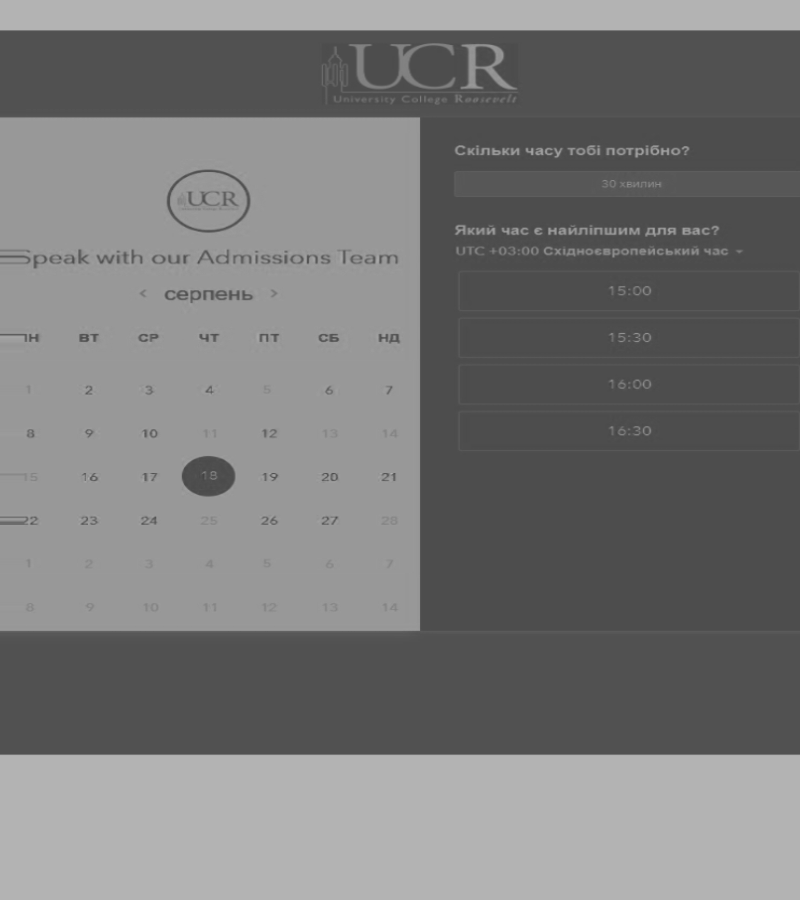 UCR
University College Roosevelt
UCR
Speak with our Admissions Team
< серпень >
ПН ВТ СР ЧТ ПТ СБ НД
1 2 3 4 5 6 7
8 9 10 11 12 13 14
15 16 17 18 19 20 21
22 23 24 25 26 27 28
1 2 3 4 5 6 7
8 9 10 11 12 13 14
Скільки часу тобі потрібно?
30 хвилин
Який час є найліпшим для вас?
UTC +03:00 Східноєвропейський час
15:00
15:30
16:00
16:30